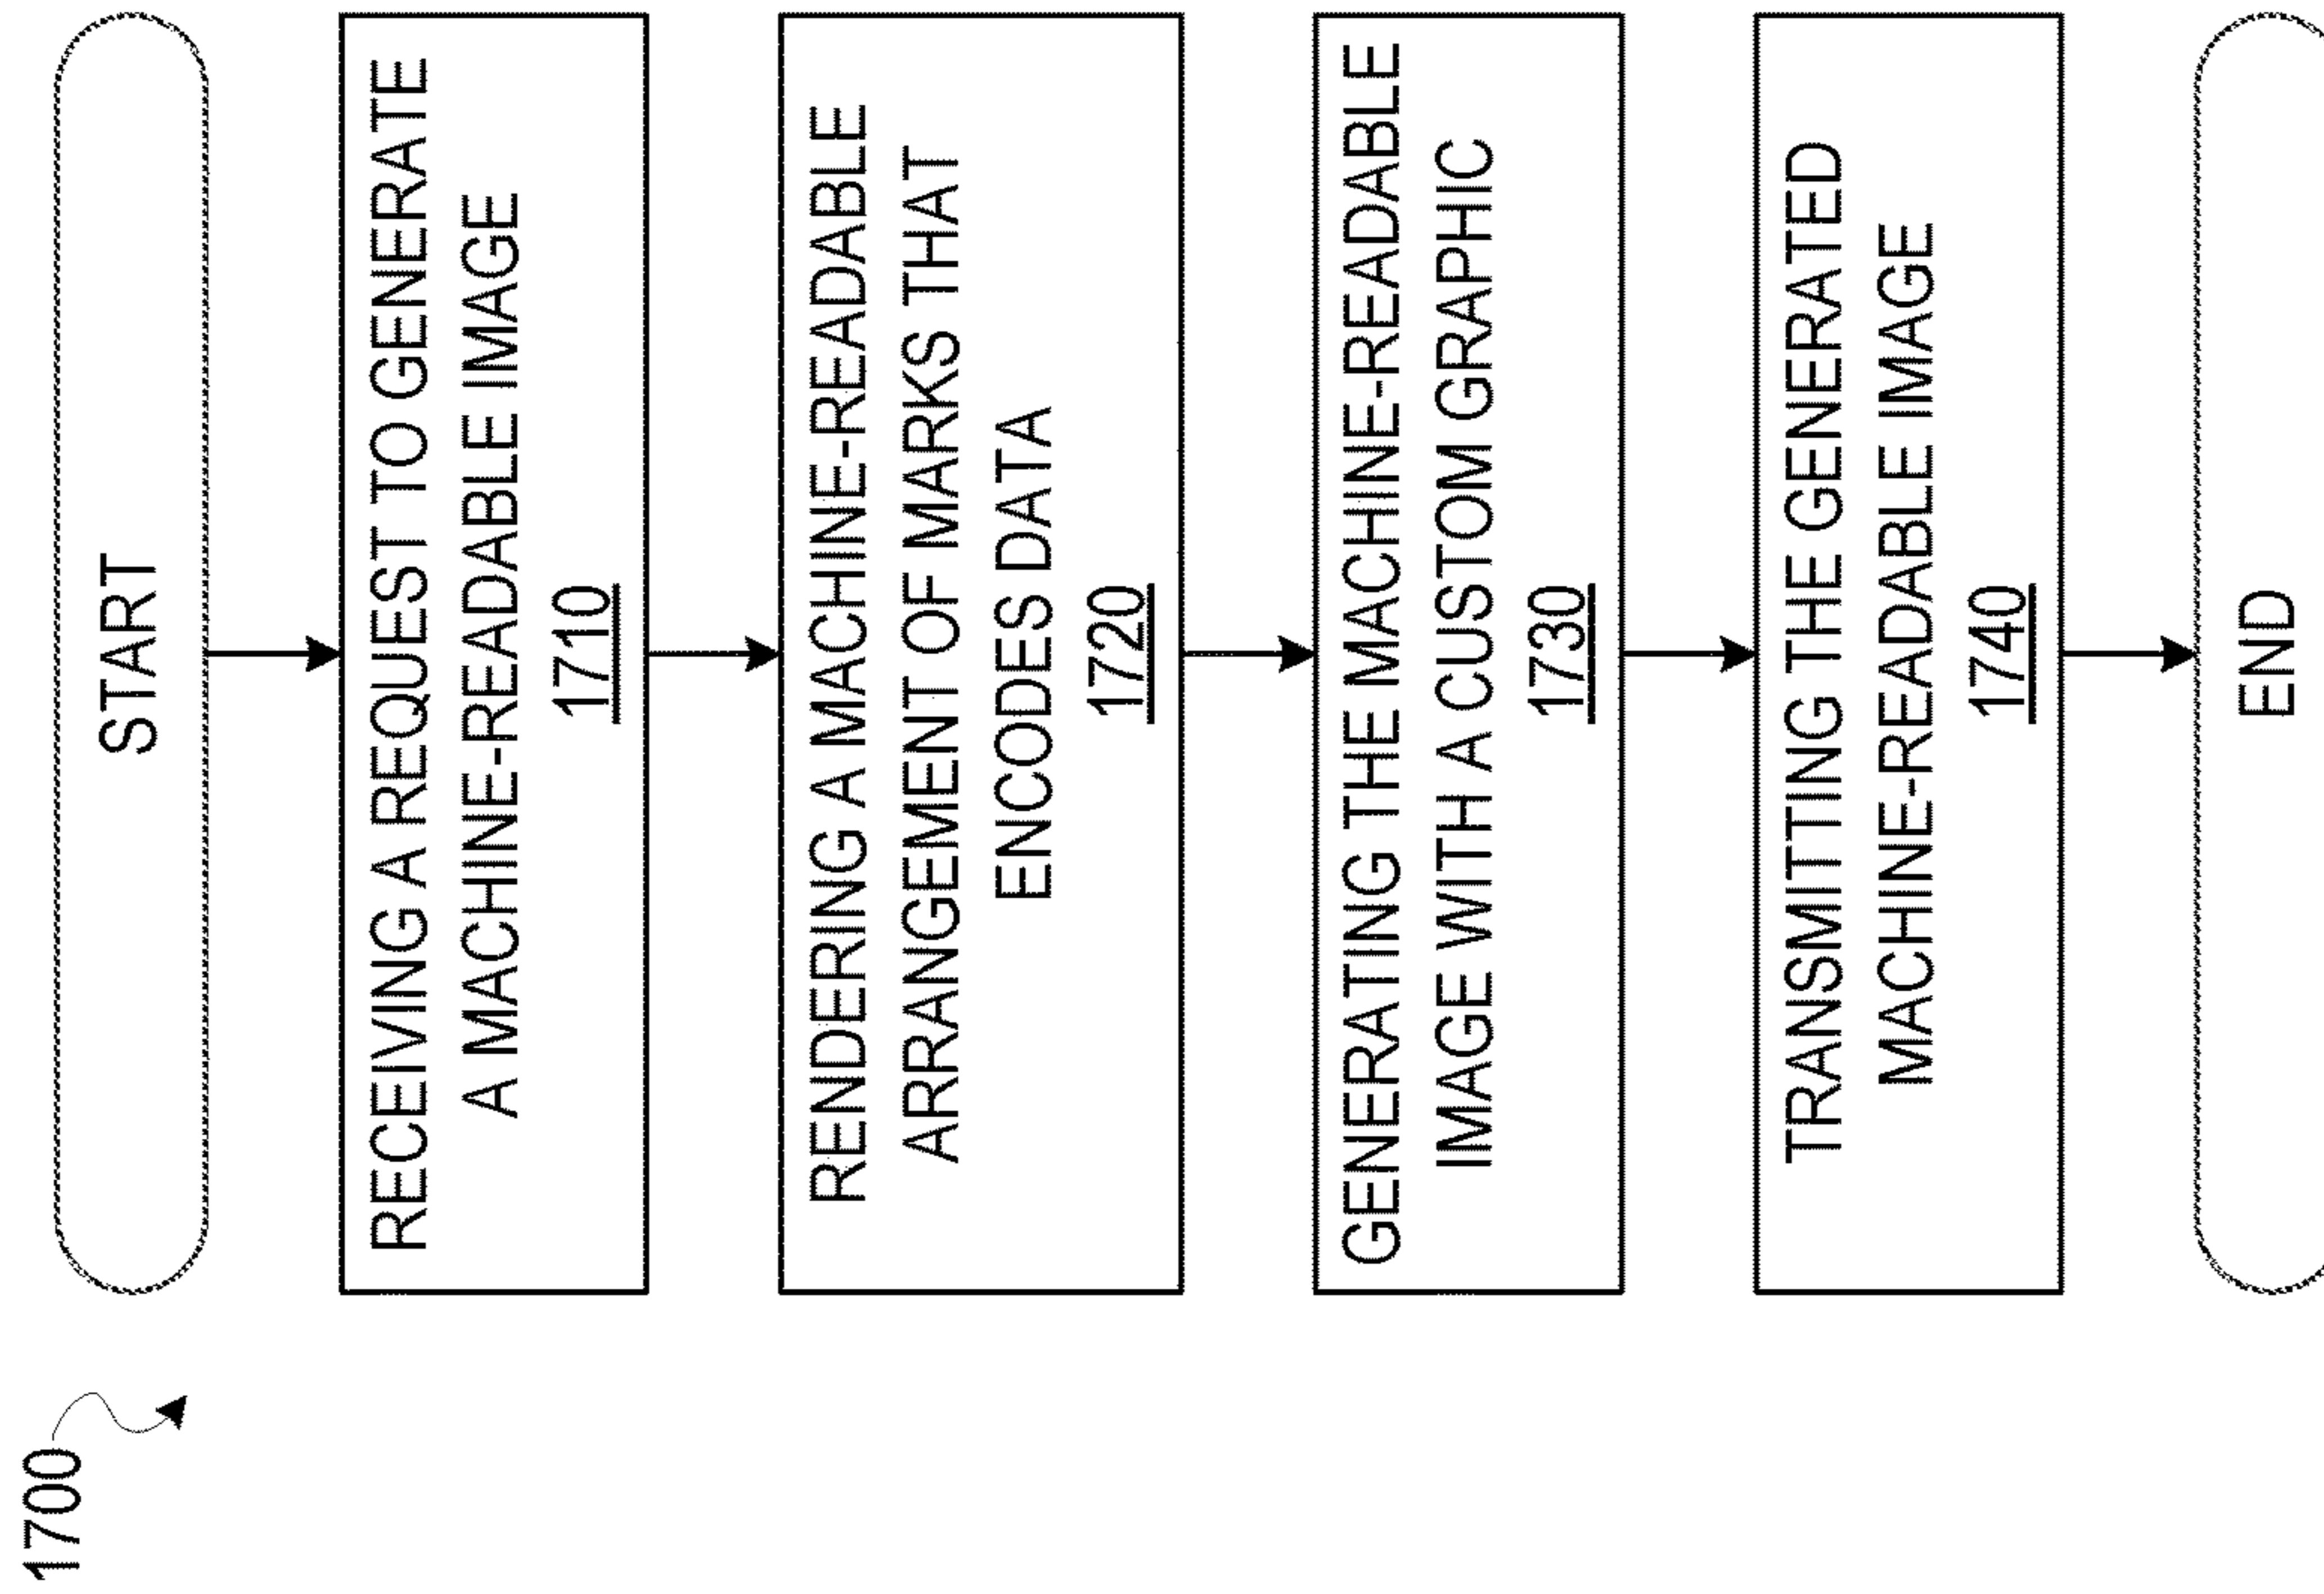 1700
START
RECEIVING A REQUEST TO GENERATE
A MACHINE-READABLE IMAGE
1710
RENDERING A MACHINE-READABLE
ARRANGEMENT OF MARKS THAT
ENCODES DATA
1720
GENERATING THE MACHINE-READABLE
IMAGE WITH A CUSTOM GRAPHIC
1730
TRANSMITTING THE GENERATED
MACHINE-READABLE IMAGE
1740
END